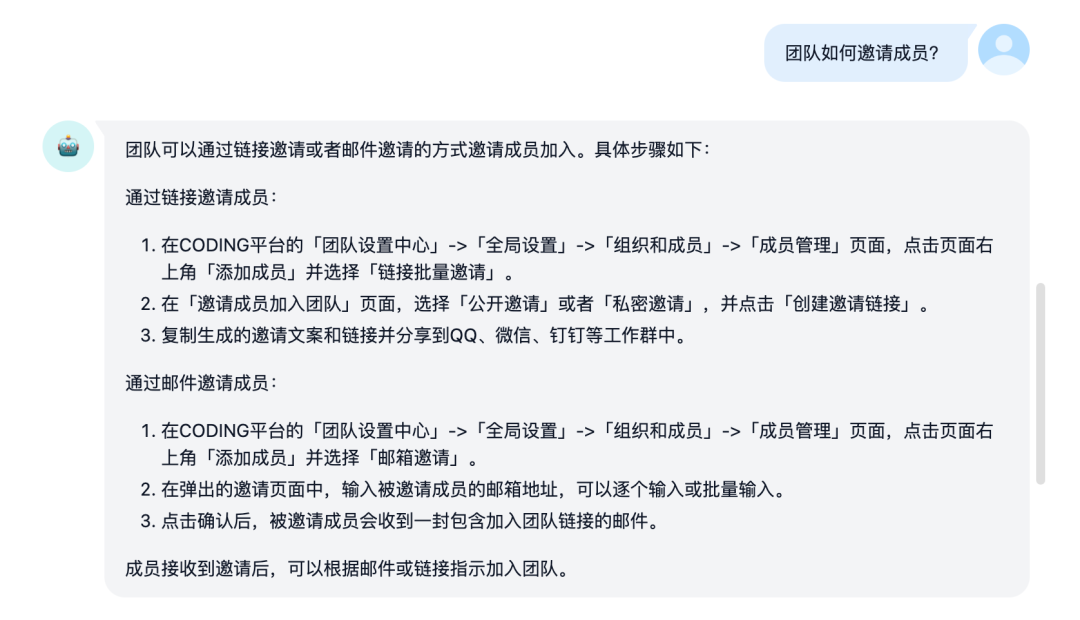 团队如何邀请成员?
团队可以通过链接邀请或者邮件邀请的方式邀请成员加入。具体步骤如下:
通过链接邀请成员:
1. 在CODING平台的「团队设置中心」->「全局设置」->「组织和成员」->「成员管理」页面，点击页面右
上角「添加成员」并选择「链接批量邀请」。
2. 在「邀请成员加入团队」页面，选择「公开邀请」或者「私密邀请」，并点击「创建邀请链接」。
3. 复制生成的邀请文案和链接并分享到QQ、微信、钉钉等工作群中。
通过邮件邀请成员:
1. 在CODING平台的「团队设置中心」->「全局设置」->「组织和成员」->「成员管理」页面，点击页面右
上角「添加成员」并选择「邮箱邀请」。
2. 在弹出的邀请页面中，输入被邀请成员的邮箱地址，可以逐个输入或批量输入。
3. 点击确认后，被邀请成员会收到一封包含加入团队链接的邮件。
成员接收到邀请后，可以根据邮件或链接指示加入团队。